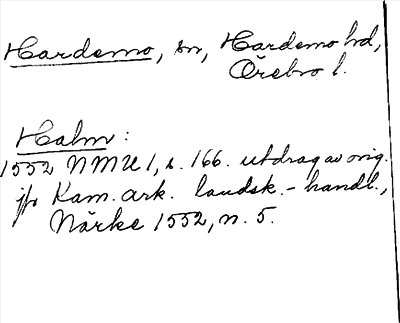 Hardemo, sn, Hardemo hd,
Örebro l.
Halm:
1552 NMU 1, s. 166. utdrag av orig.
jfr Kam. ark. landsk.-handl.,
Närke 1552, n. 5.